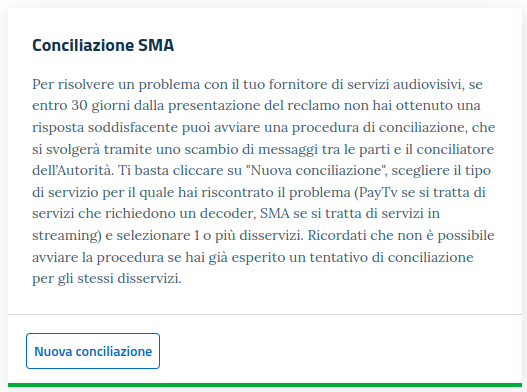 Conciliazione SMA
Per risolvere un problema con il tuo fornitore di servizi audiovisivi, se
entro 30 giorni dalla presentazione del reclamo non hai ottenuto una
risposta soddisfacente puoi avviare una procedura di conciliazione, che
si svolgerà tramite uno scambio di messaggi tra le parti e il conciliatore
dell'Autorità. Ti basta cliccare su "Nuova conciliazione", scegliere il tipo
di servizio per il quale hai riscontrato il problema (PayTv se si tratta di
servizi che richiedono un decoder, SMA se si tratta di servizi in
streaming) e selezionare 1 o più disservizi. Ricordati che non è possibile
avviare la procedura se hai già esperito un tentativo di conciliazione
per gli stessi disservizi.
Nuova conciliazione